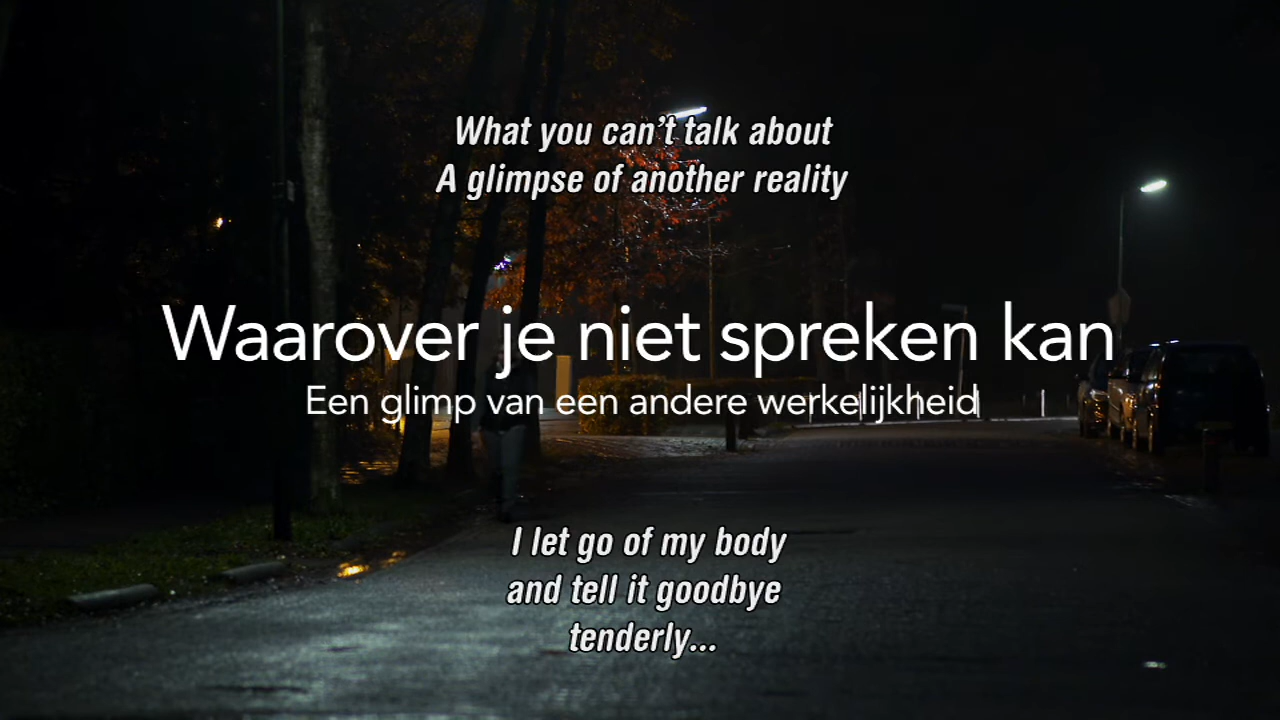 What you can't talk about
A glimpse of another reality
Waarover je niet spreken kan
Een glimp van een andere werkelijkheid
I let go of my body
and tell it goodbye
tenderly...